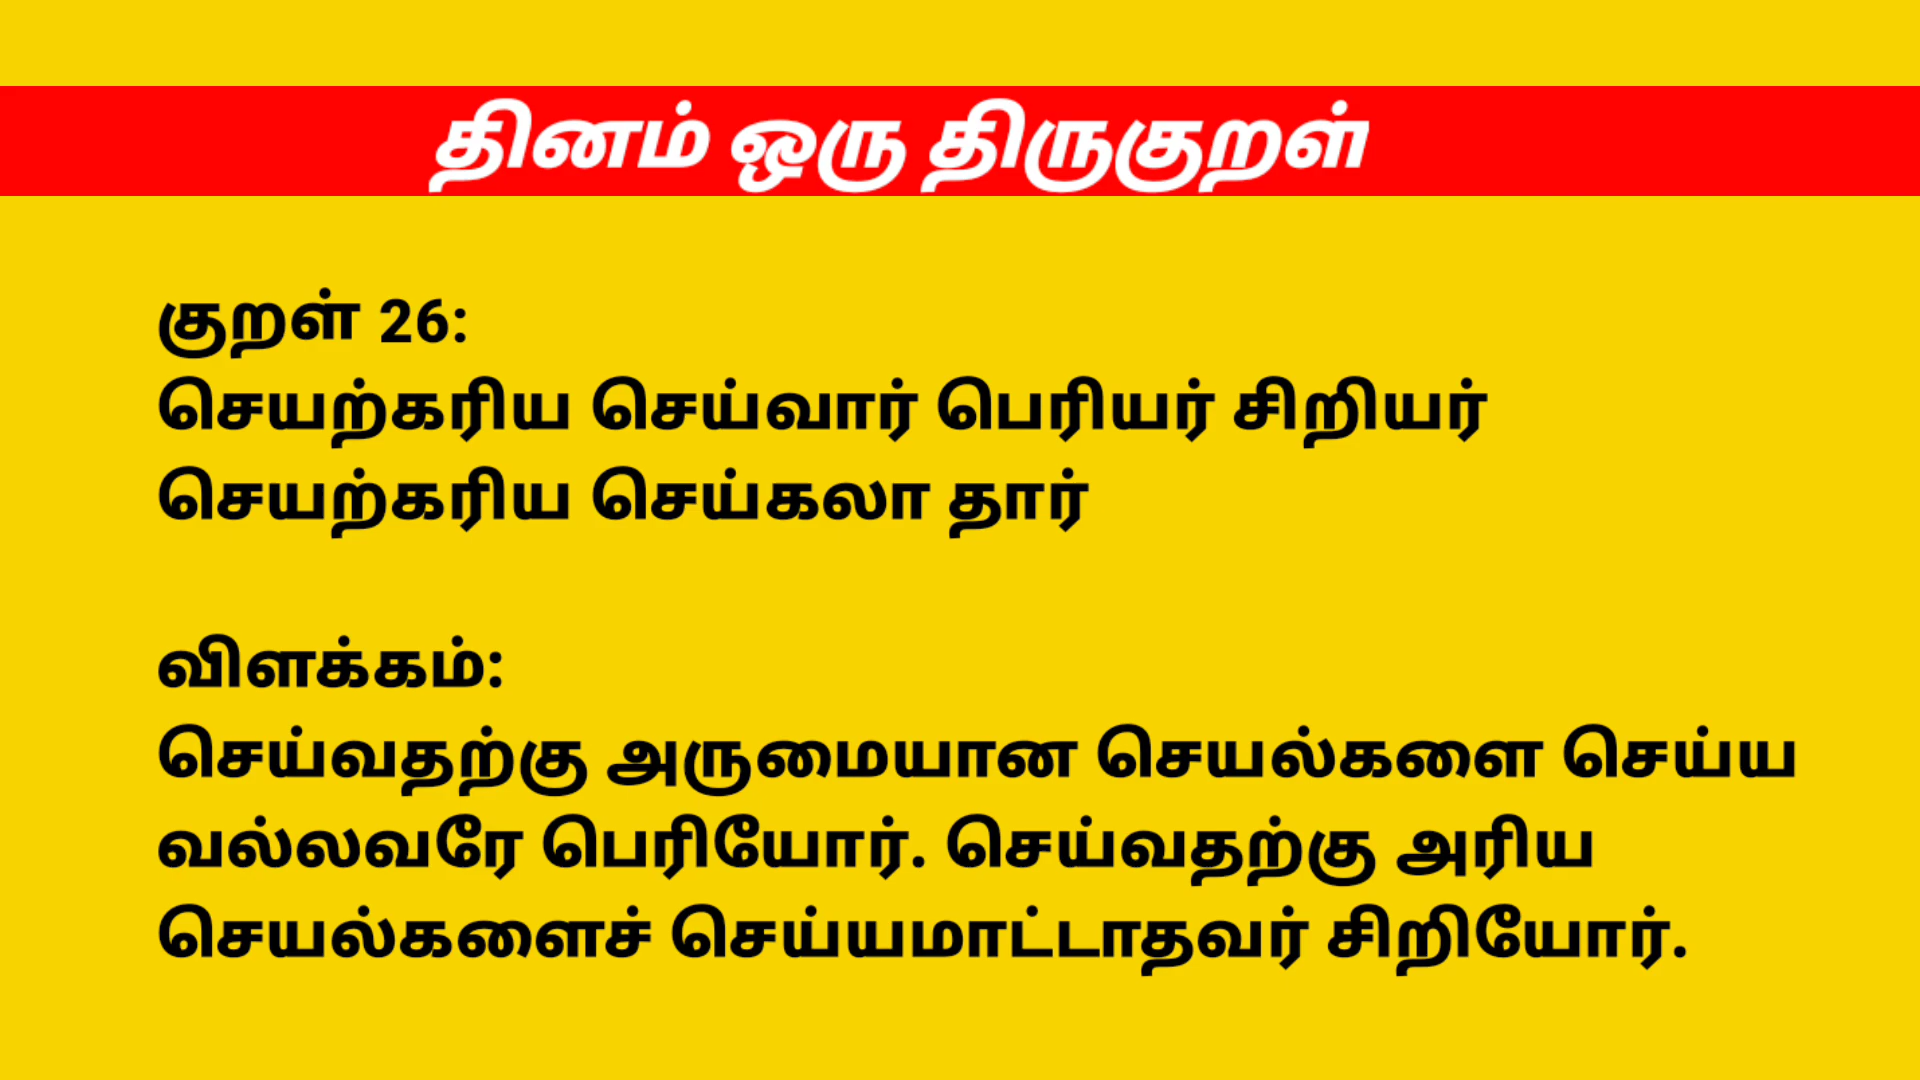 தினம் ஒரு திருகுறள்
குறள் 26:
செயற்கரிய செய்வார் பெரியர் சிறியர்
செயற்கரிய செய்கலா தார்
விளக்கம்:
செய்வதற்கு அருமையான செயல்களை செய்ய
வல்லவரே பெரியோர். செய்வதற்கு அரிய
செயல்களைச் செய்யமாட்டாதவர் சிறியோர்.